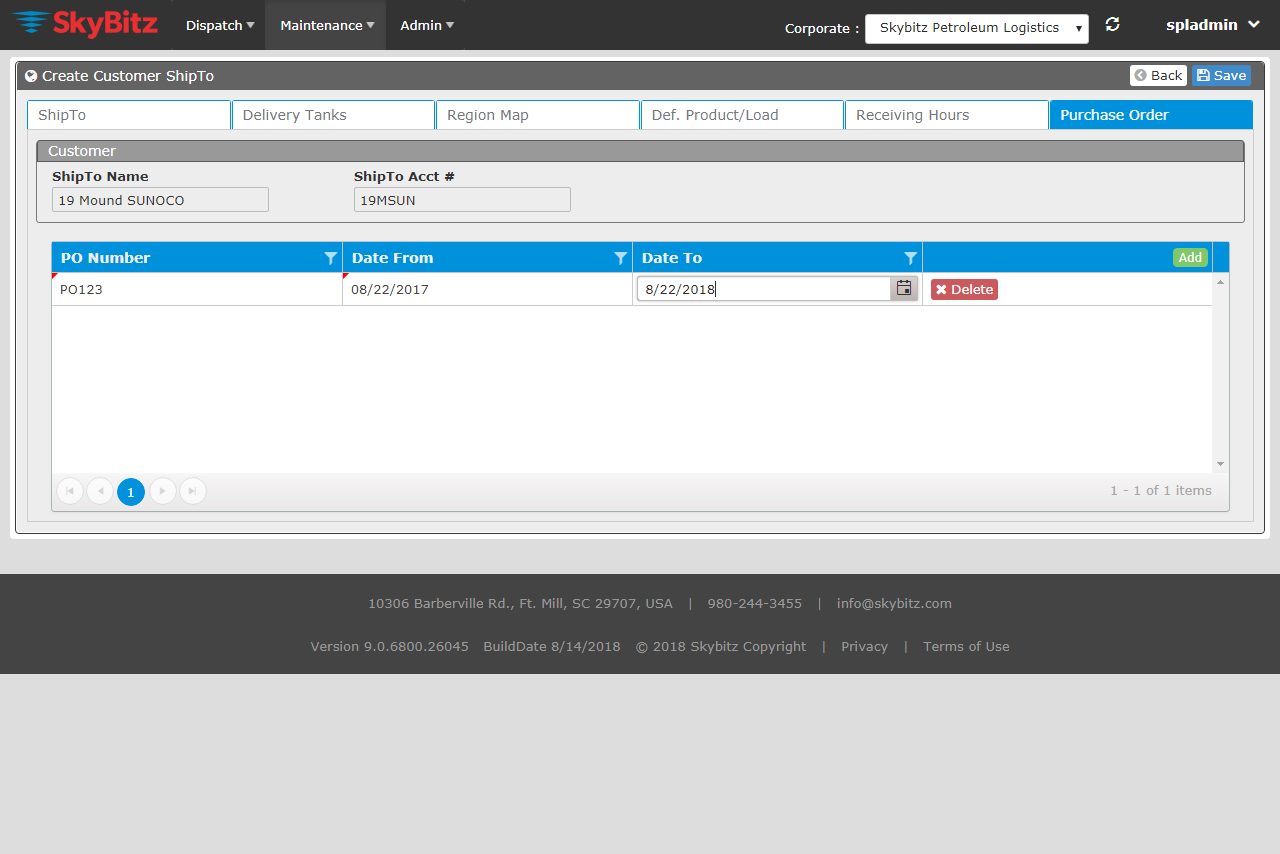 SkyBitz Dispatch Maintenance Admin Corporate : Skybitz Petroleum Logistics spladmin
Create Customer ShipTo Back Save
ShipTo Delivery Tanks Region Map Def. Product/Load Receiving Hours Purchase Order
Customer
ShipTo Name ShipTo Acct #
19 Mound SUNOCO 19MSUN
PO Number Date From Date To Add
PO123 08/22/2017 8/22/2018 Delete
1 1 - 1 of 1 items
10306 Barberville Rd., Ft. Mill, SC 29707, USA | 980-244-3455 | info@skybitz.com
Version 9.0.6800.26045 BuildDate 8/14/2018 © 2018 Skybitz Copyright | Privacy | Terms of Use